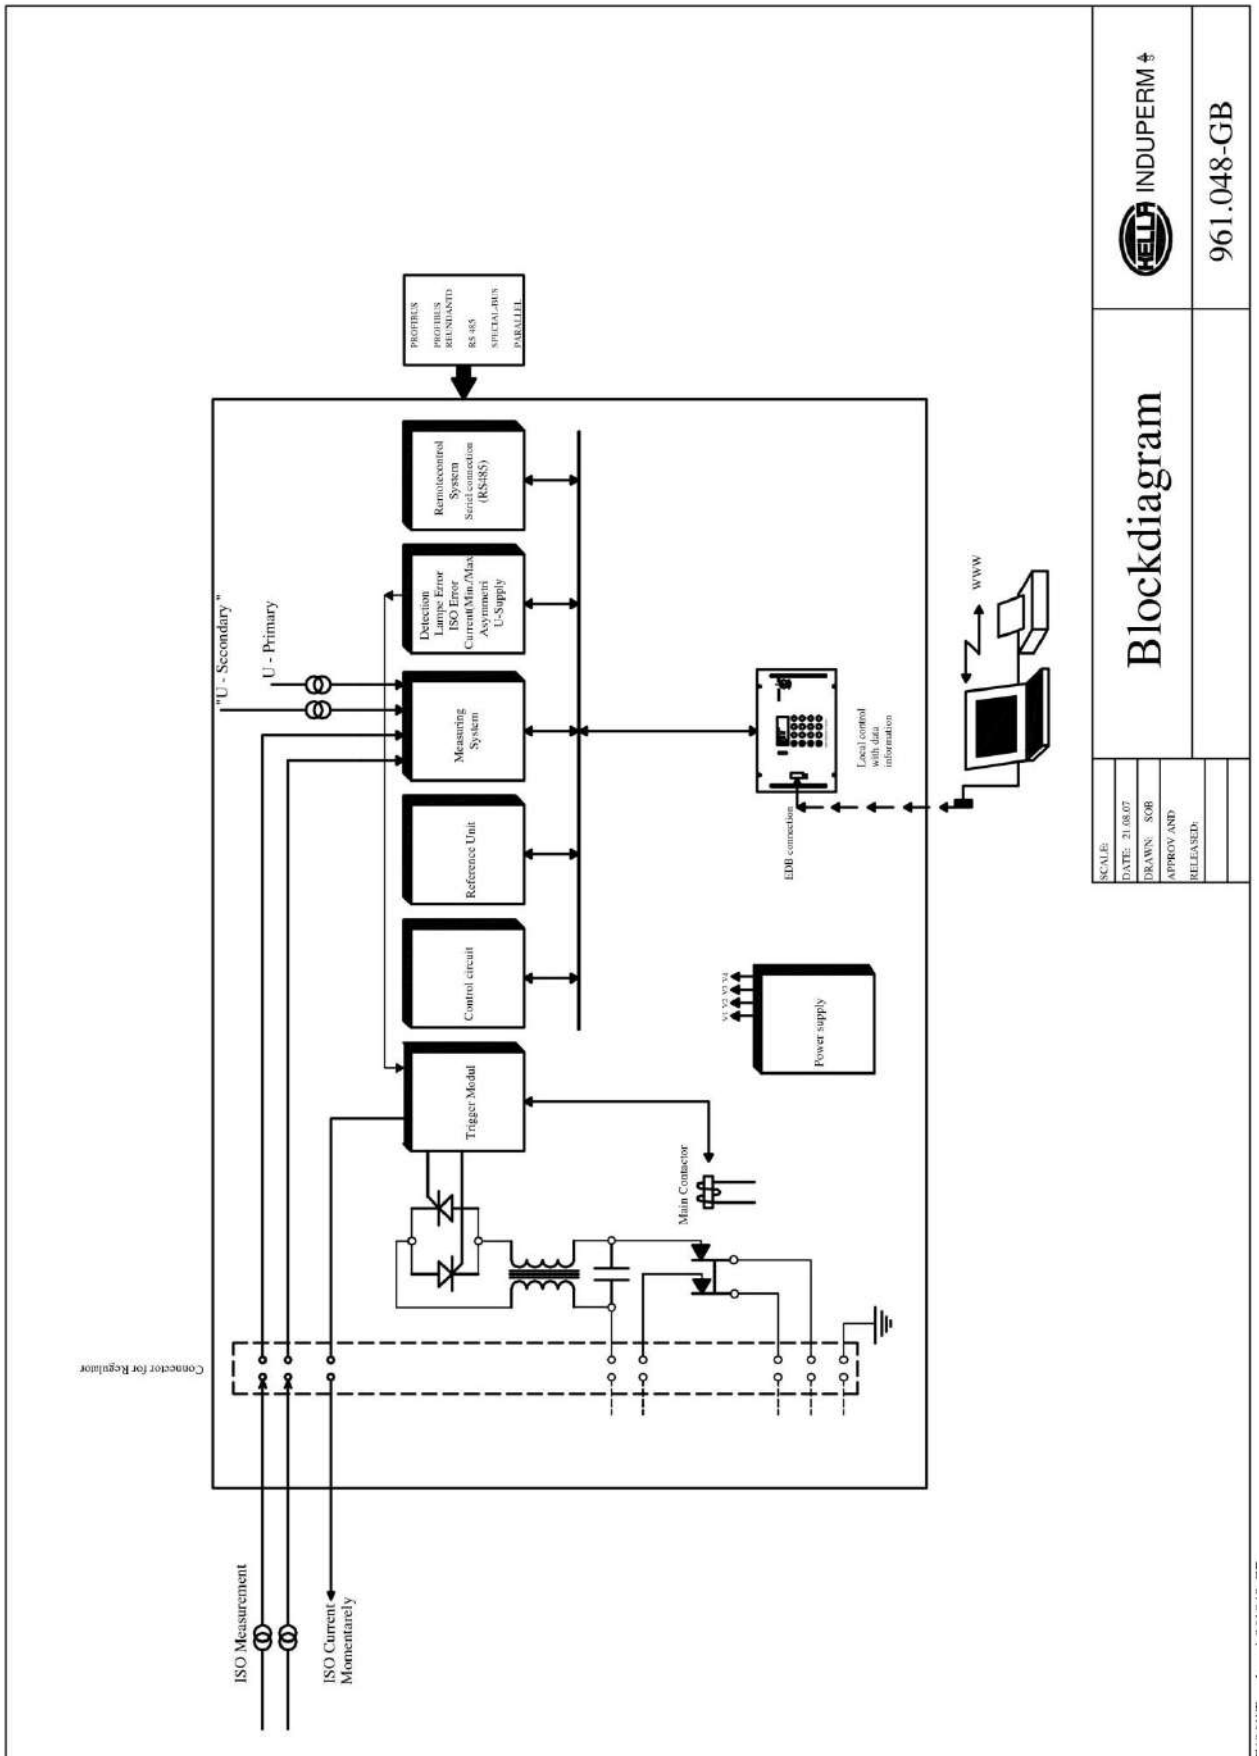 "U - Secondary "
U - Primary
PROFIBUS
PROFIBUS
REUNDANTD
RS 485
SPECIAL-BUS
PARALLEL
ISO Measurement
ISO Current
Momentarely
Connector for Regulator
Trigger Modul
Control circuit
Reference Unit
Measuring
System
Detection
Lampe Error
ISO Error
Current(Min./Max
Asymmetri
U-Supply
Remotecontrol
System
Seriel connection
(RS485)
Main Contactor
V1 V2 V3 V4
Power supply
EDB connection
Local control
with data
information
WWW
SCALE:
DATE: 21.08.07
DRAWN: SOB
APPROV AND
RELEASED:
Blockdiagram
HELLA INDUPERM A/S
961.048-GB